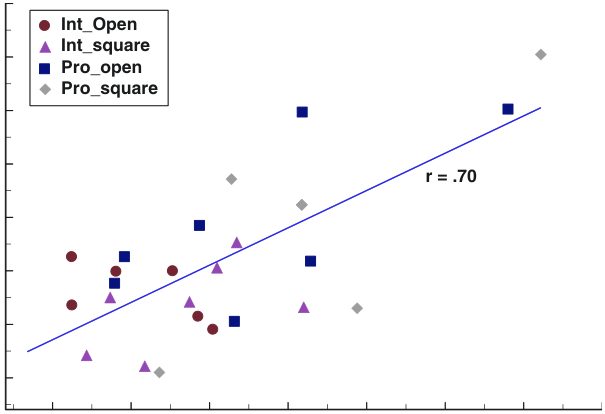 Int_Open
Int_square
Pro_open
Pro_square
r = .70